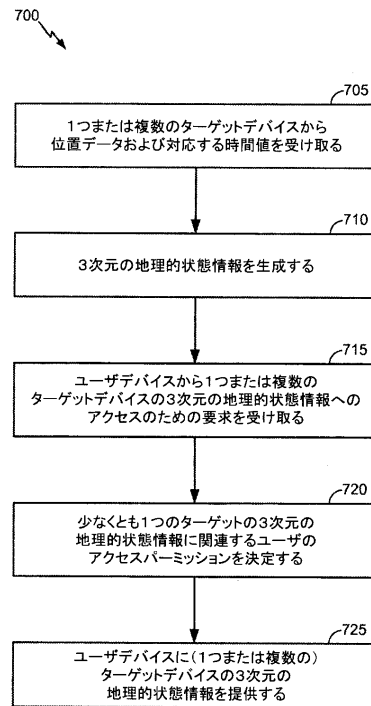 700
705
1つまたは複数のターゲットデバイスから
位置データおよび対応する時間値を受け取る
710
3次元の地理的状態情報を生成する
715
ユーザデバイスから1つまたは複数の
ターゲットデバイスの3次元の地理的状態情報への
アクセスのための要求を受け取る
720
少なくとも1つのターゲットの3次元の
地理的状態情報に関連するユーザの
アクセスパーミッションを決定する
725
ユーザデバイスに(1つまたは複数の)
ターゲットデバイスの3次元の
地理的状態情報を提供する